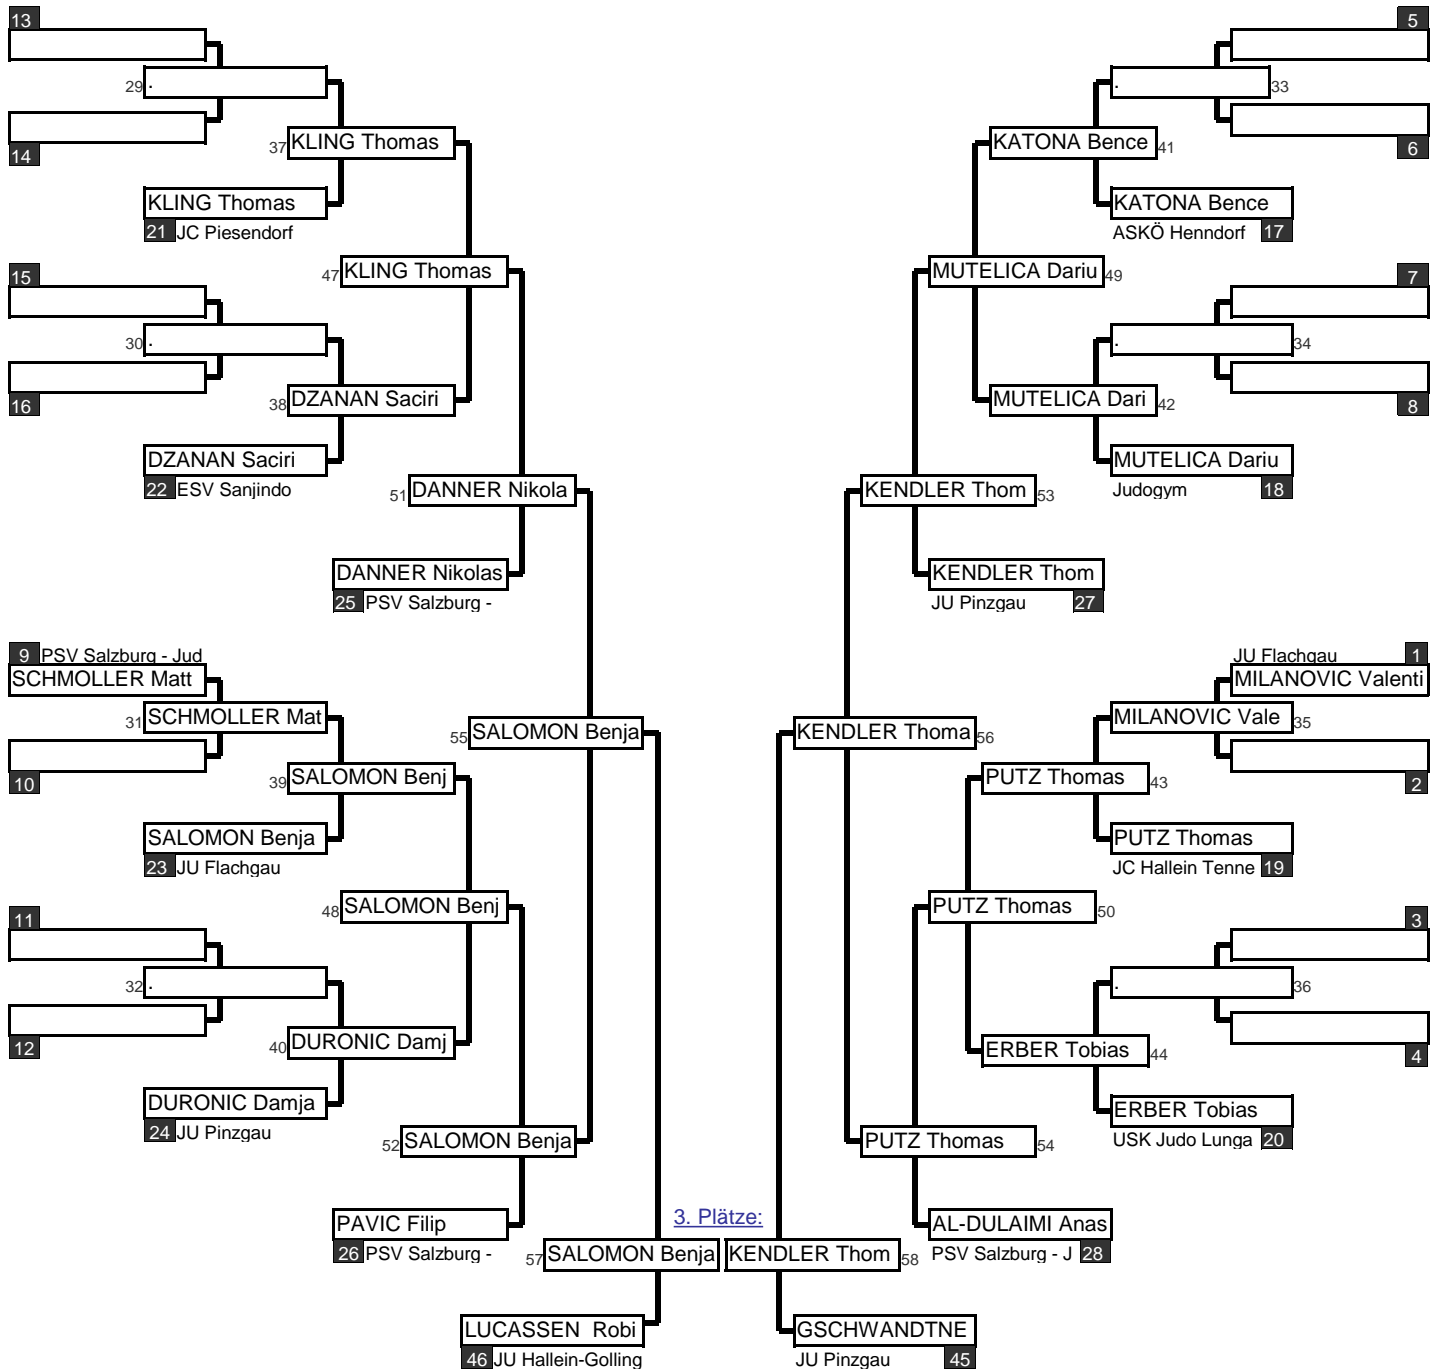 13
5
29
.
.
33
14
6
37
KLING Thomas
KATONA Bence
41
KLING Thomas
21 JC Piesendorf
KATONA Bence
ASKÖ Henndorf 17
15
47
KLING Thomas
MUTELICA Dariu
49
7
30
.
.
34
16
8
38
DZANAN Saciri
MUTELICA Dari
42
DZANAN Saciri
22 ESV Sanjindo
MUTELICA Dariu
Judogym 18
51
DANNER Nikola
KENDLER Thom
53
DANNER Nikolas
25 PSV Salzburg -
KENDLER Thom
JU Pinzgau 27
9 PSV Salzburg - Jud
SCHMOLLER Matt
JU Flachgau 1
MILANOVIC Valenti
31
SCHMOLLER Mat
MILANOVIC Vale
35
55
SALOMON Benja
KENDLER Thoma
56
10
2
39
SALOMON Benj
PUTZ Thomas
43
SALOMON Benja
23 JU Flachgau
PUTZ Thomas
JC Hallein Tenne 19
48
SALOMON Benj
PUTZ Thomas
50
11
3
32
.
.
36
12
4
40
DURONIC Damj
ERBER Tobias
44
DURONIC Damja
24 JU Pinzgau
ERBER Tobias
USK Judo Lunga 20
52
SALOMON Benja
PUTZ Thomas
54
PAVIC Filip
26 PSV Salzburg -
3. Plätze:
AL-DULAIMI Anas
PSV Salzburg - J 28
57
SALOMON Benja
KENDLER Thom
58
LUCASSEN  Robi
46 JU Hallein-Golling
GSCHWANDTNE
JU Pinzgau 45